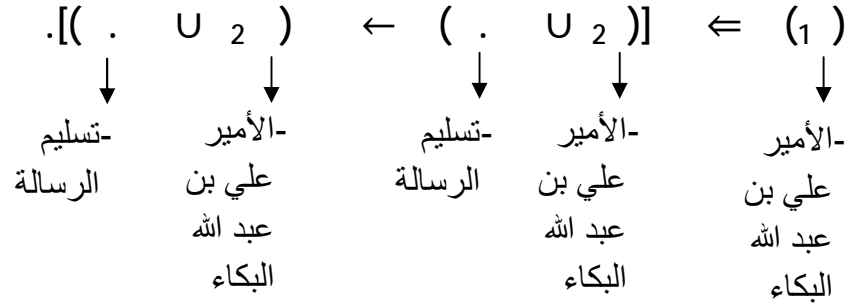 .[( . ∪ 2 ) ← ( . ∪ 2 )] ⇐ (1 )
-الأمير -الأمير -تسليم -الأمير -تسليم
علي بن علي بن الرسالة علي بن الرسالة
عبد الله عبد الله عبد الله
البكاء البكاء البكاء